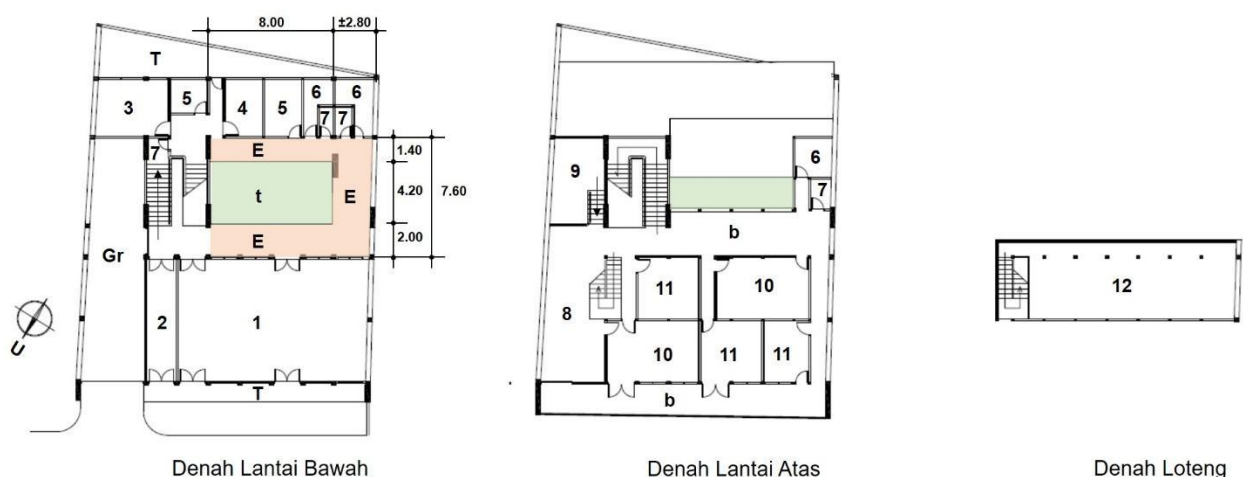 8.00 ±2.80
T
3 5 4 5 6 6
7 7
7 E 1.40
t E 4.20 7.60
E 2.00
Gr
2 1
T
U
Denah Lantai Bawah
9 6
7
b
8 11 10
10 11 11
b
Denah Lantai Atas
12
Denah Loteng